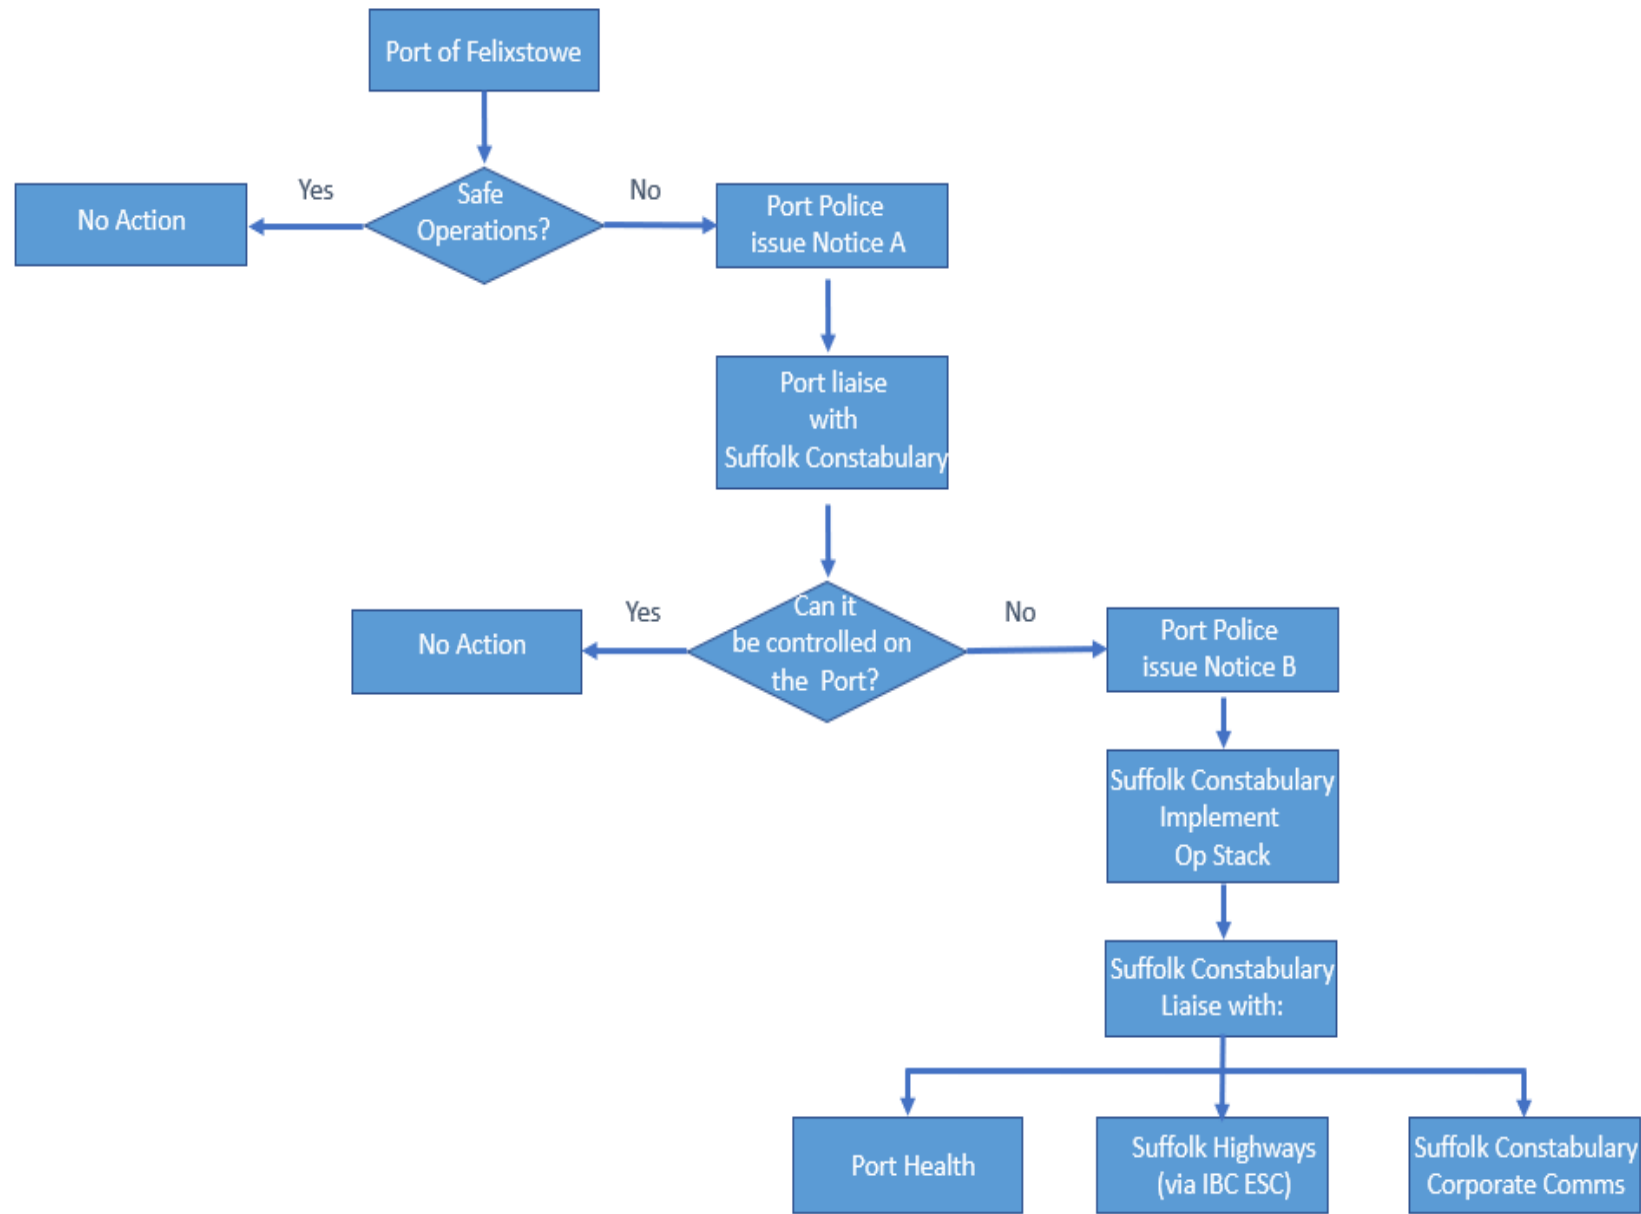 Port of Felixstowe
Yes
Safe
Operations?
No
No Action
Port Police
issue Notice A
Port liaise
with
Suffolk Constabulary
Yes
Can it
be controlled on
the Port?
No
No Action
Port Police
issue Notice B
Suffolk Constabulary
Implement
Op Stack
Suffolk Constabulary
Liaise with:
Port Health
Suffolk Highways
(via IBC ESC)
Suffolk Constabulary
Corporate Comms